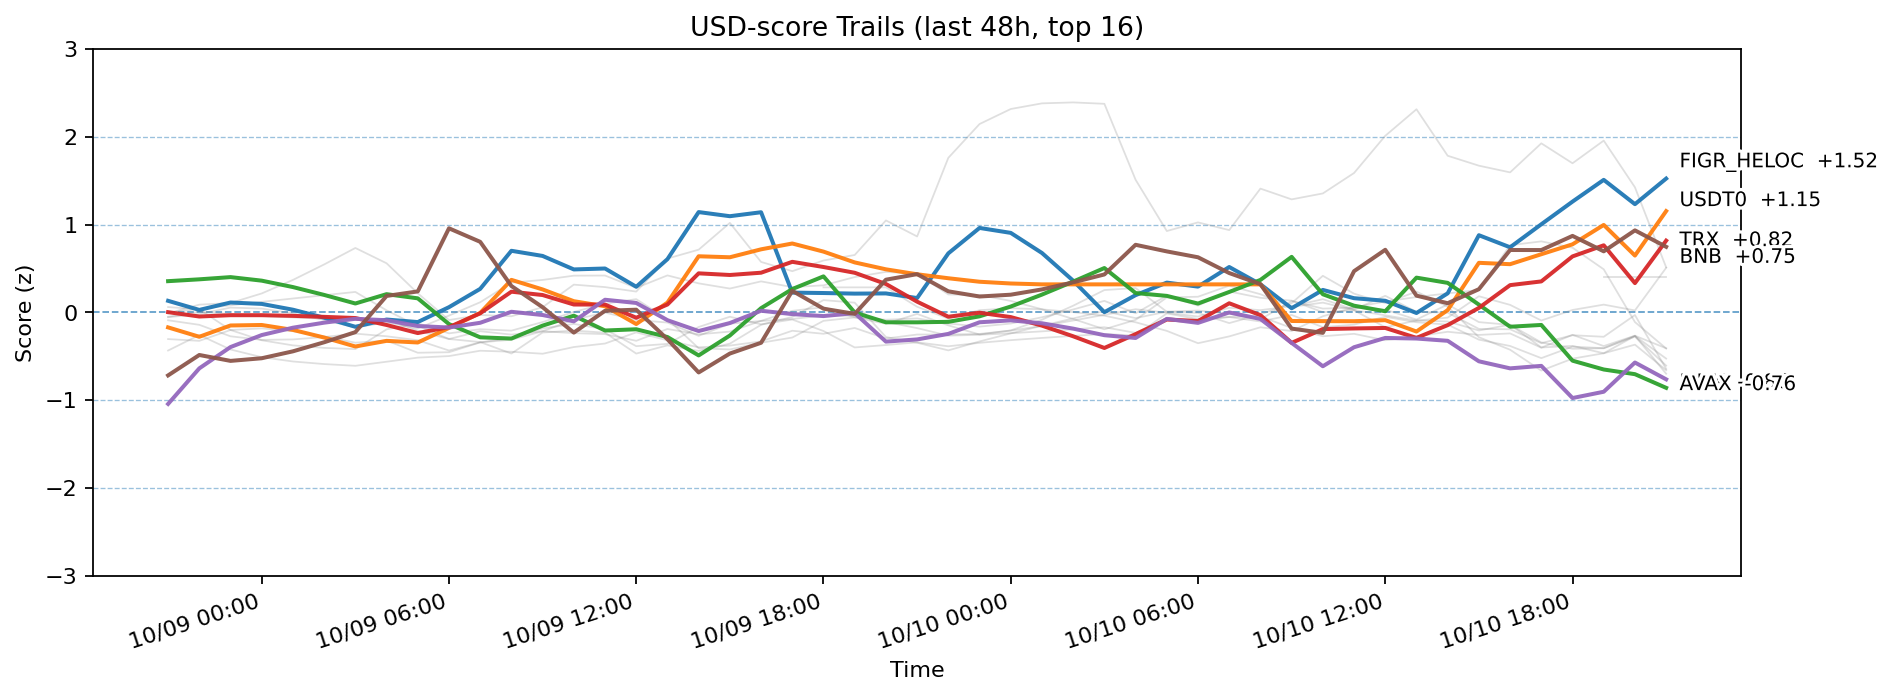 USD-score Trails (last 48h, top 16)
Score (z)
3
2
1
0
−1
−2
−3
FIGR_HELOC +1.52
USDT0 +1.15
TRX +0.82
BNB +0.75
AVAX -0.76
10/09 00:00
10/09 06:00
10/09 12:00
10/09 18:00
10/10 00:00
10/10 06:00
10/10 12:00
10/10 18:00
Time